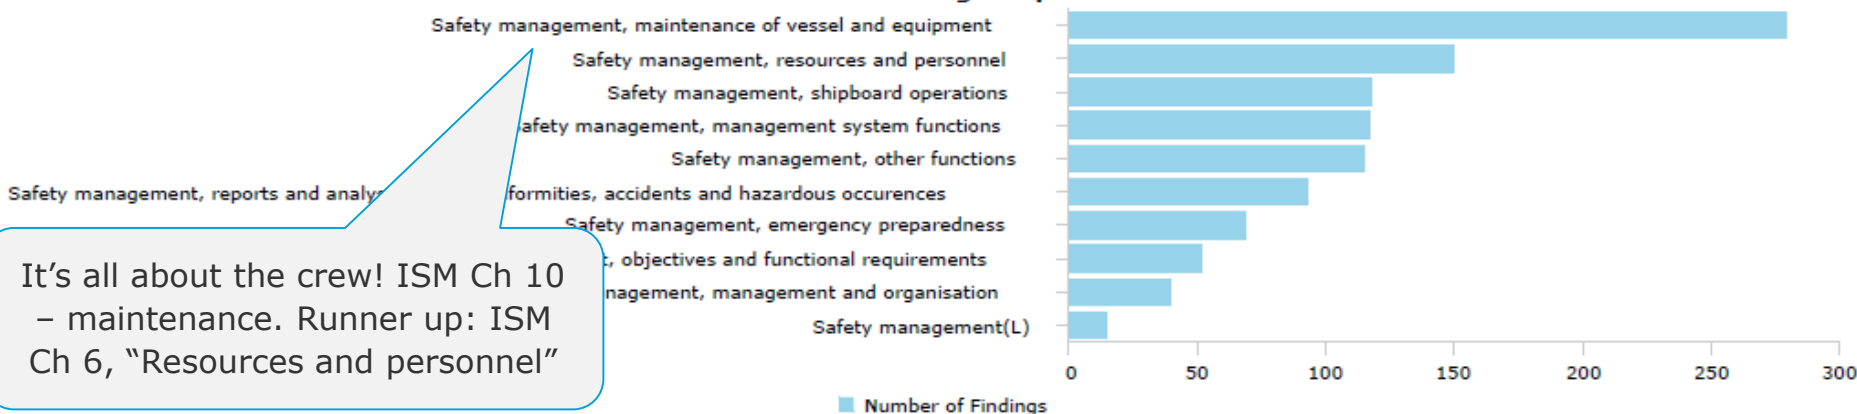 Safety management, maintenance of vessel and equipment
Safety management, resources and personnel
Safety management, shipboard operations
afety management, management system functions
Safety management, other functions
Safety management, reports and analys formities, accidents and hazardous occurences
Safety management, emergency preparedness
, objectives and functional requirements
nagement, management and organisation
Safety management(L)
It’s all about the crew! ISM Ch 10
– maintenance. Runner up: ISM
Ch 6, “Resources and personnel”
0 50 100 150 200 250 300
Number of Findings